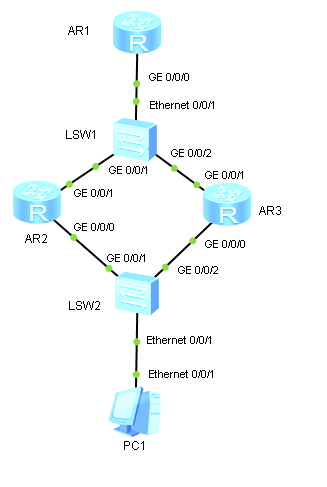 AR1
R
GE 0/0/0
Ethernet 0/0/1
LSW1
GE 0/0/2
GE 0/0/1
GE 0/0/1
GE 0/0/1
R
R
AR3
GE 0/0/0
AR2
GE 0/0/0
GE 0/0/1
GE 0/0/2
LSW2
Ethernet 0/0/1
Ethernet 0/0/1
PC1